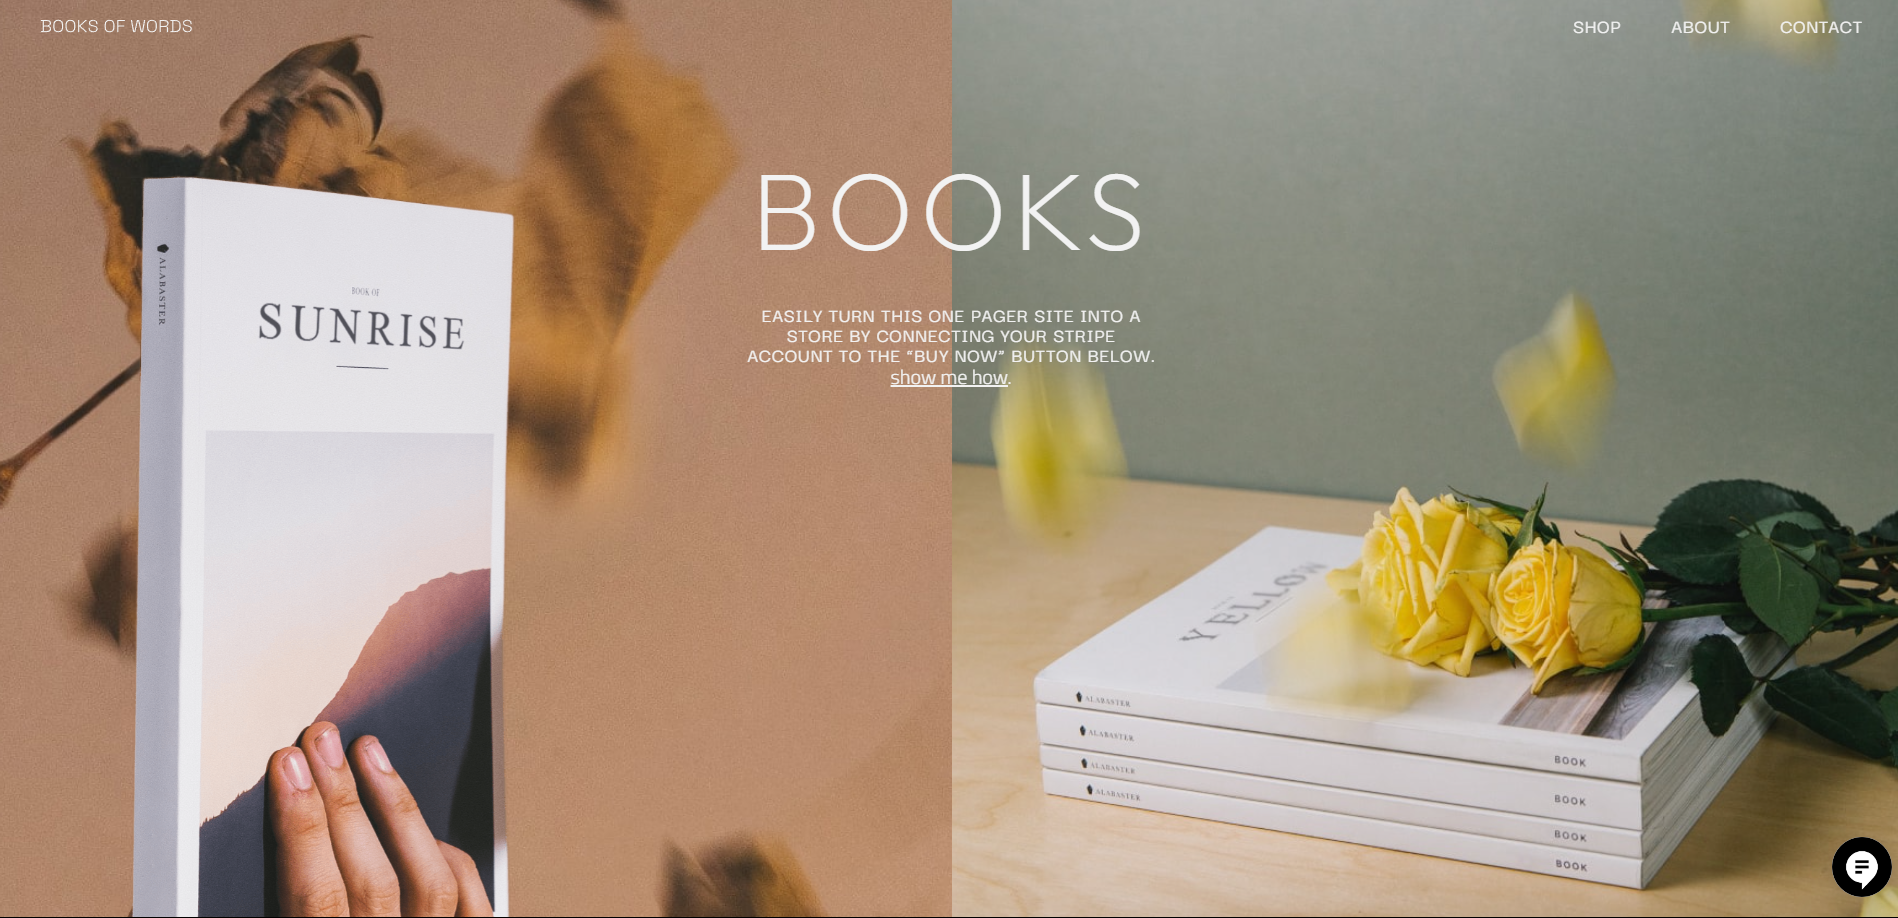 BOOKS OF WORDS
SHOP
ABOUT
CONTACT
BOOKS
EASILY TURN THIS ONE PAGER SITE INTO A
STORE BY CONNECTING YOUR STRIPE
ACCOUNT TO THE “BUY NOW” BUTTON BELOW.
show me how.
ALABASTER
BOOK OF
SUNRISE
YELLOW
ALABASTER
BOOK
ALABASTER
BOOK
ALABASTER
BOOK
ALABASTER
BOOK